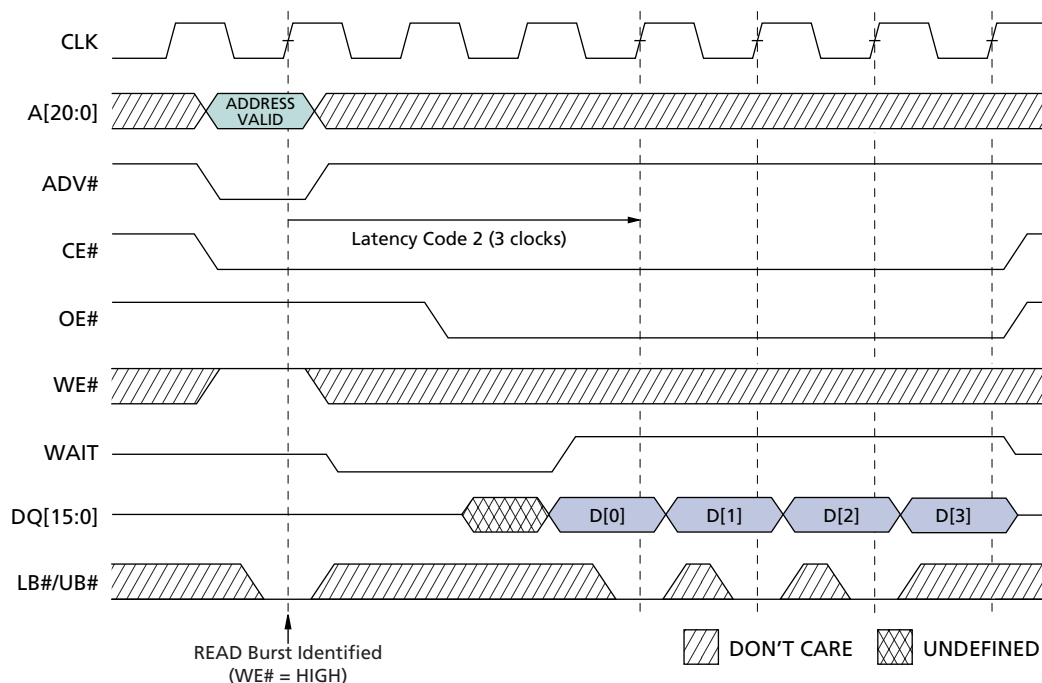 CLK
A[20:0]
ADDRESS
VALID
ADV#
Latency Code 2 (3 clocks)
CE#
OE#
WE#
WAIT
DQ[15:0]
D[0]
D[1]
D[2]
D[3]
LB#/UB#
READ Burst Identified
(WE# = HIGH)
DON'T CARE
UNDEFINED